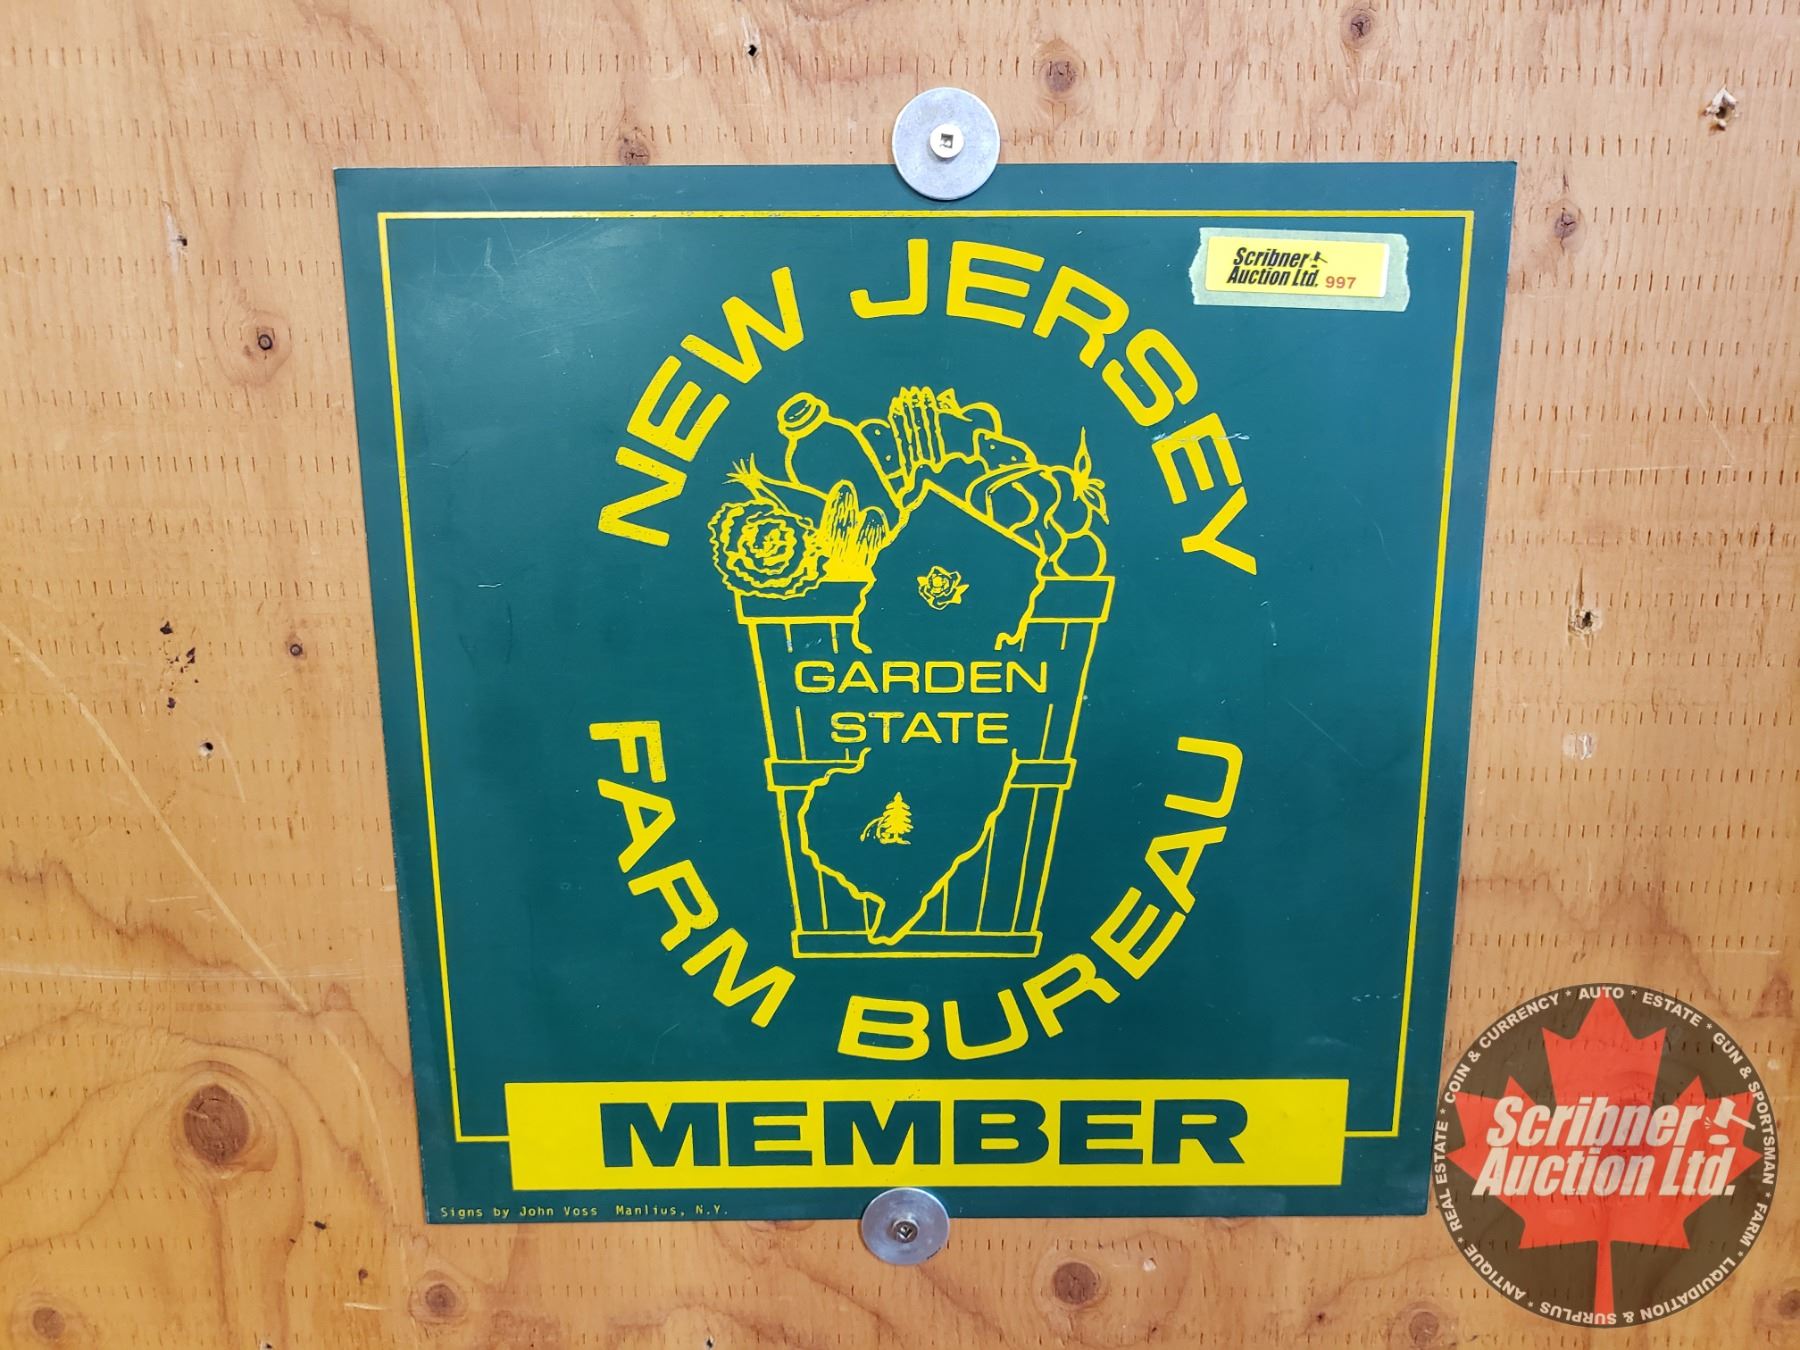 NEW JERSEY
Scribner
Auction Ltd. 997
GARDEN
STATE
FARM BUREAU
MEMBER
Signs by John Voss Manlius, N.Y.
REAL ESTATE * COIN & CURRENCY * AUTO * ESTATE * GUN & SPORTSMAN * FARM * LIQUIDATION & SURPLUS * ANTIQUE *
Scribner
Auction Ltd.